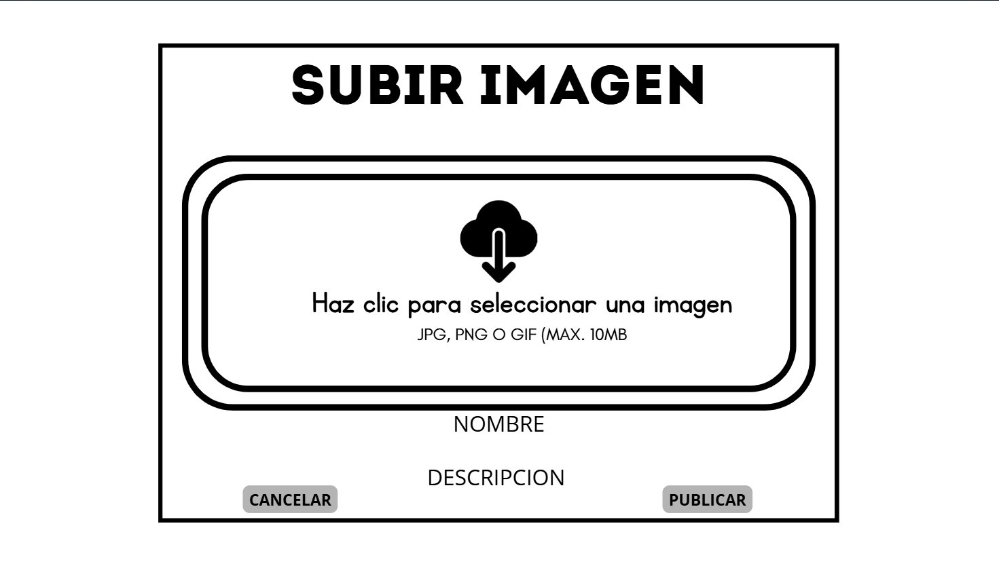 SUBIR IMAGEN
Haz clic para seleccionar una imagen
JPG, PNG O GIF (MAX. 10MB
NOMBRE
DESCRIPCION
CANCELAR
PUBLICAR